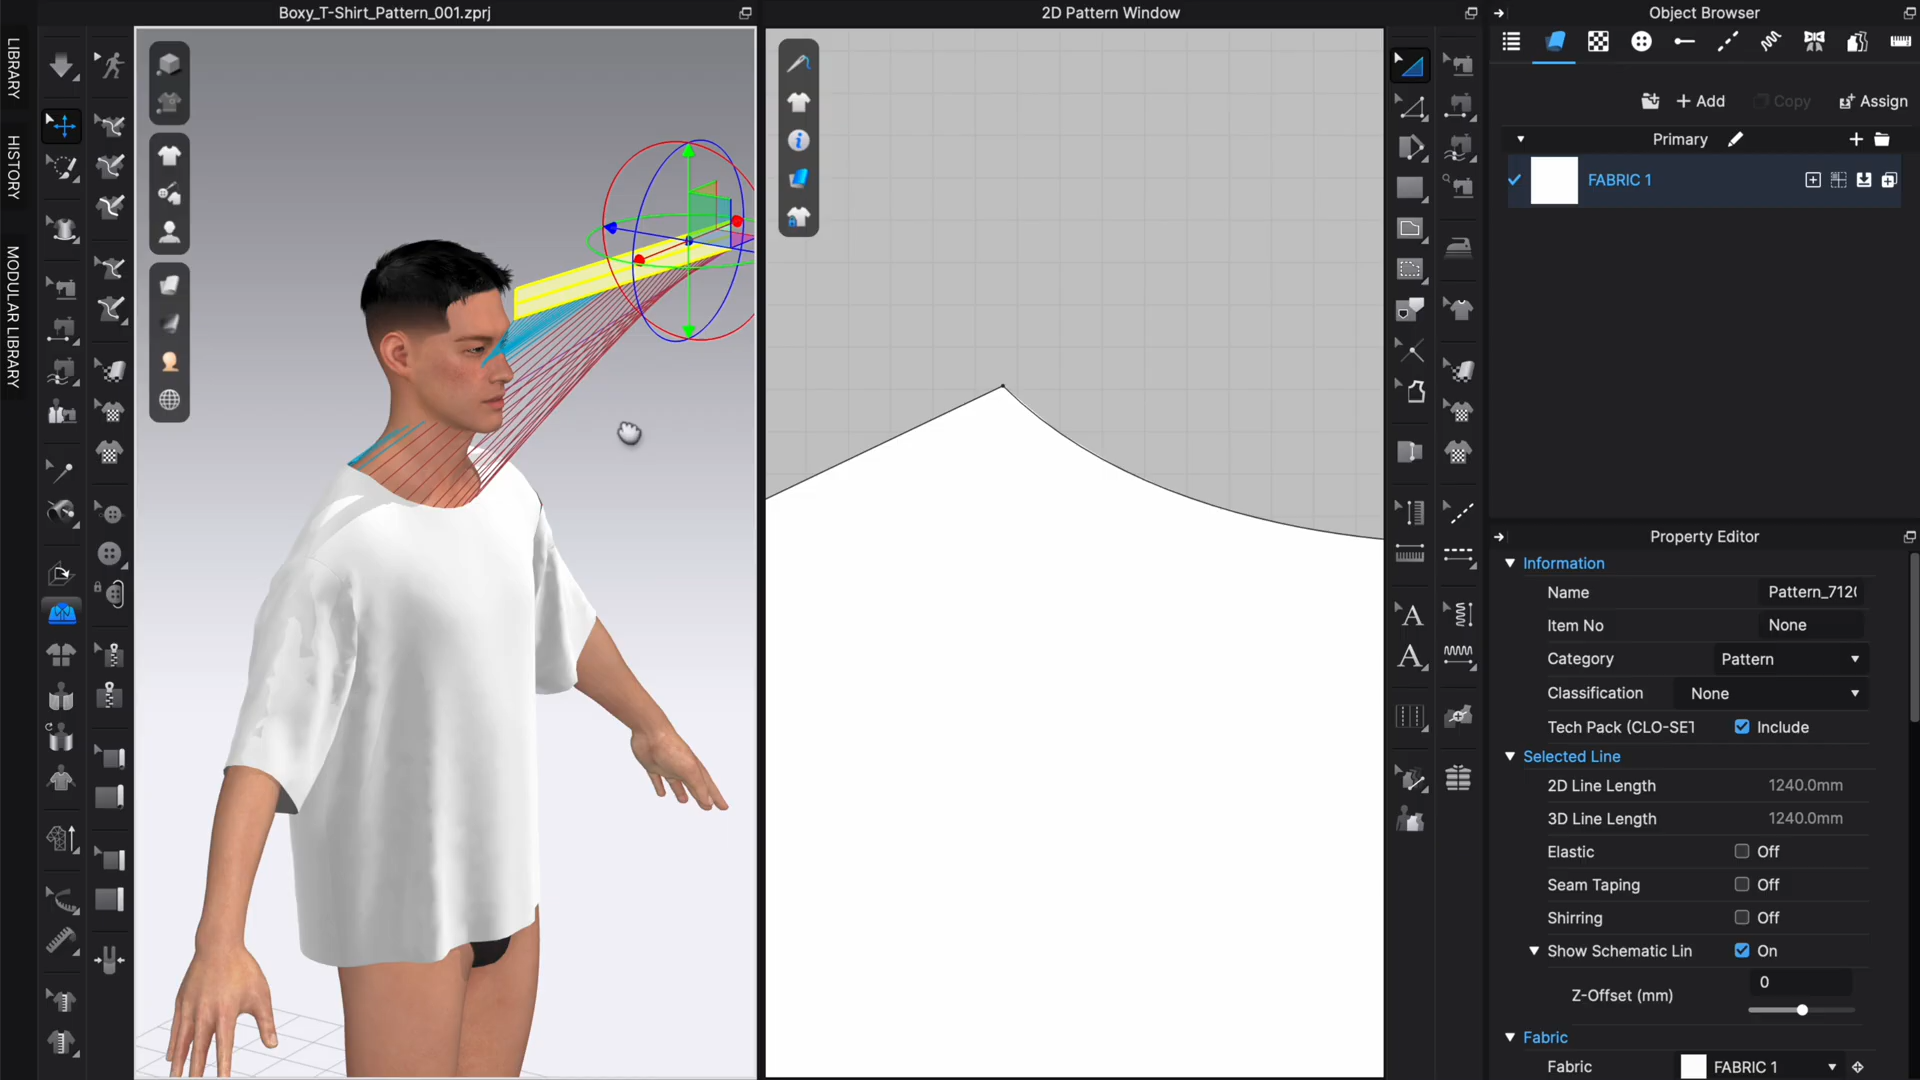 Boxy_T-Shirt_Pattern_001.zprj
2D Pattern Window
Object Browser
LIBRARY
HISTORY
MODULAR LIBRARY
Add
Copy
Assign
Primary
FABRIC 1
Property Editor
Information
Name
Pattern_712(
Item No
None
Category
Pattern
Classification
None
Tech Pack (CLO-SET
Include
Selected Line
2D Line Length
1240.0mm
3D Line Length
1240.0mm
Elastic
Off
Seam Taping
Off
Shirring
Off
Show Schematic Lin
On
Z-Offset (mm)
0
Fabric
Fabric
FABRIC 1
A
A